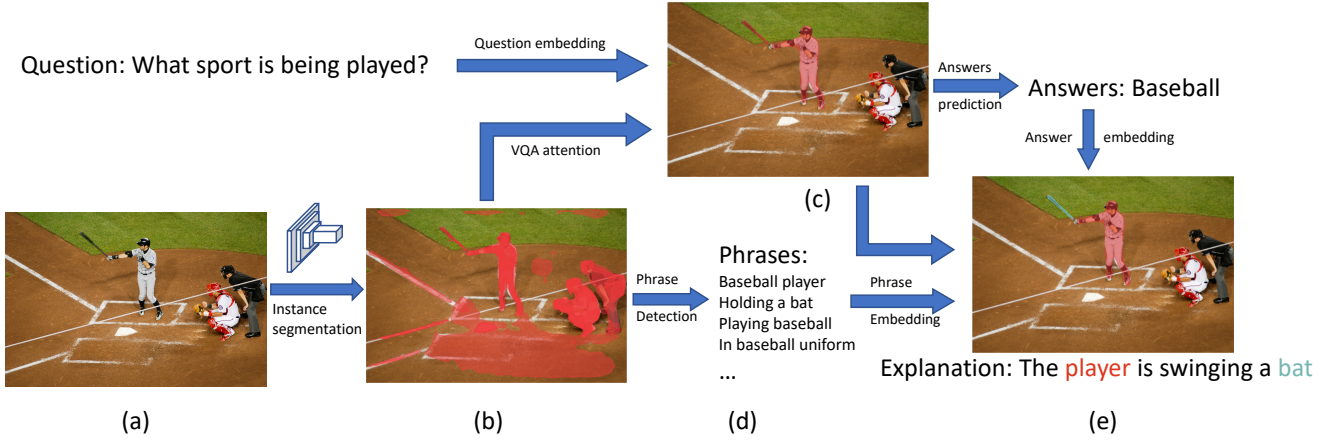 Question: What sport is being played?
Question embedding
VQA attention
Answers
prediction
Answers: Baseball
Answer embedding
(c)
Instance
segmentation
Phrase
Detection
Phrases:
Baseball player
Holding a bat
Playing baseball
In baseball uniform
...
Phrase
Embedding
Explanation: The player is swinging a bat
(a)
(b)
(d)
(e)